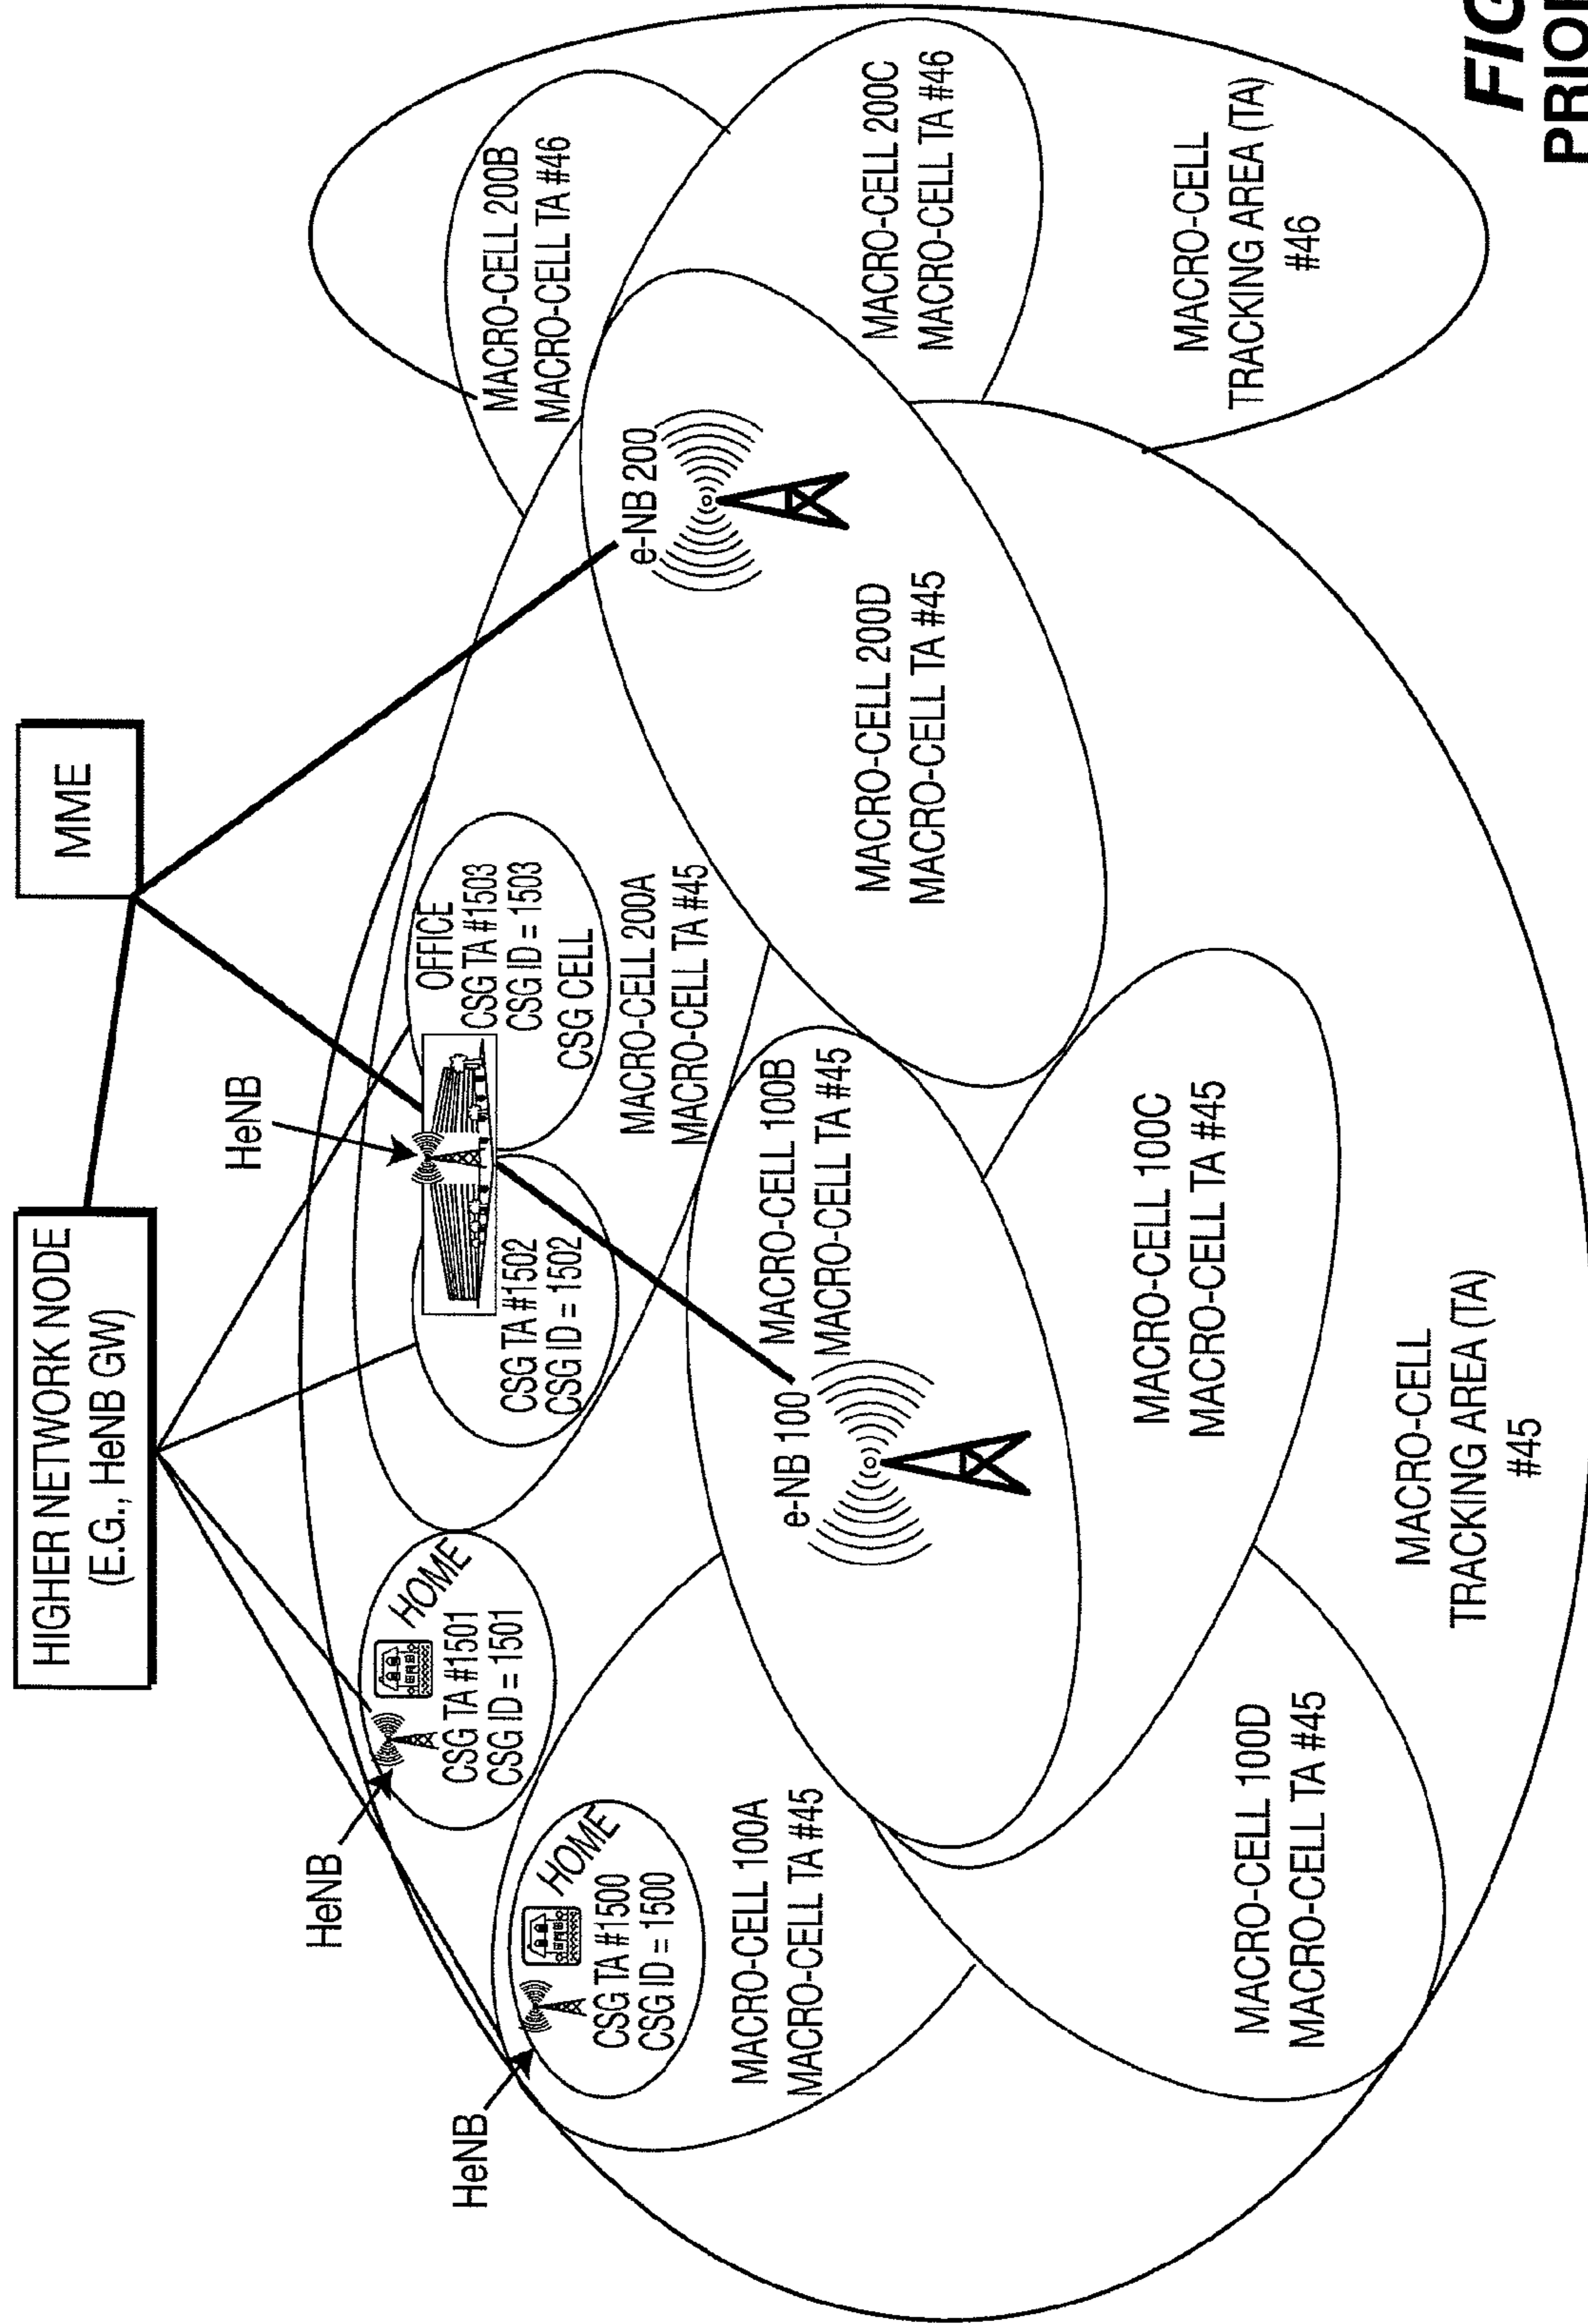 HIGHER NETWORK NODE
(E.G., HeNB GW)
MME
HeNB
HeNB
HeNB
HOME
CSG TA #1500
CSG ID = 1500
HOME
CSG TA #1501
CSG ID = 1501
CSG TA #1502
CSG ID = 1502
OFFICE
CSG TA #1503
CSG ID = 1503
CSG CELL
MACRO-CELL 200A
MACRO-CELL TA #45
MACRO-CELL 200B
MACRO-CELL TA #46
e-NB 200
MACRO-CELL 200C
MACRO-CELL TA #46
MACRO-CELL 200D
MACRO-CELL TA #45
MACRO-CELL 100A
MACRO-CELL TA #45
e-NB 100
MACRO-CELL 100B
MACRO-CELL TA #45
MACRO-CELL 100C
MACRO-CELL TA #45
MACRO-CELL 100D
MACRO-CELL TA #45
MACRO-CELL
TRACKING AREA (TA)
#45
MACRO-CELL
TRACKING AREA (TA)
#46
FIG
PRIOR